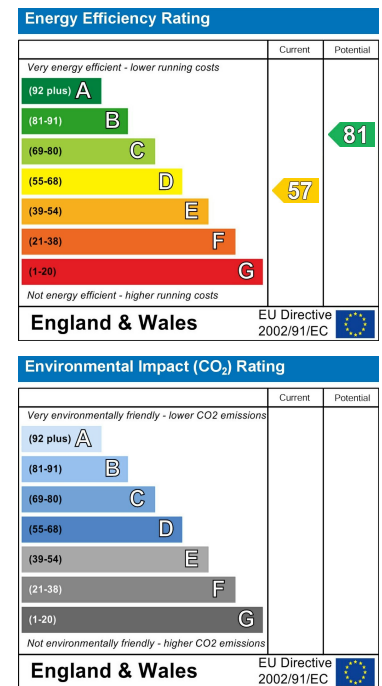 Energy Efficiency Rating
Current Potential
Very energy efficient - lower running costs
(92 plus) A
(81-91) B
81
(69-80) C
(55-68) D
57
(39-54) E
(21-38) F
(1-20) G
Not energy efficient - higher running costs
England & Wales
EU Directive
2002/91/EC
Environmental Impact (CO₂) Rating
Current Potential
Very environmentally friendly - lower CO2 emissions
(92 plus) A
(81-91) B
(69-80) C
(55-68) D
(39-54) E
(21-38) F
(1-20) G
Not environmentally friendly - higher CO2 emissions
England & Wales
EU Directive
2002/91/EC